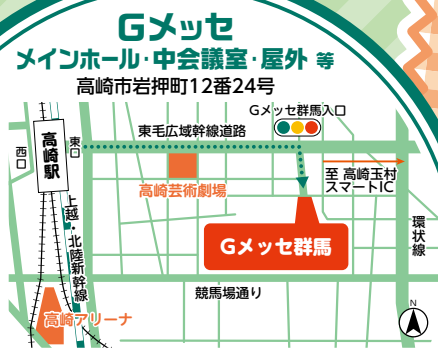 Gメッセ
メインホール・中会議室・屋外 等
高崎市岩押町12番24号
Gメッセ群馬入口
東毛広域幹線道路
西口
高崎駅
東口
高崎芸術劇場
至 高崎玉村
スマートIC
上越・北陸新幹線
Gメッセ群馬
環状線
競馬場通り
高崎アリーナ
N